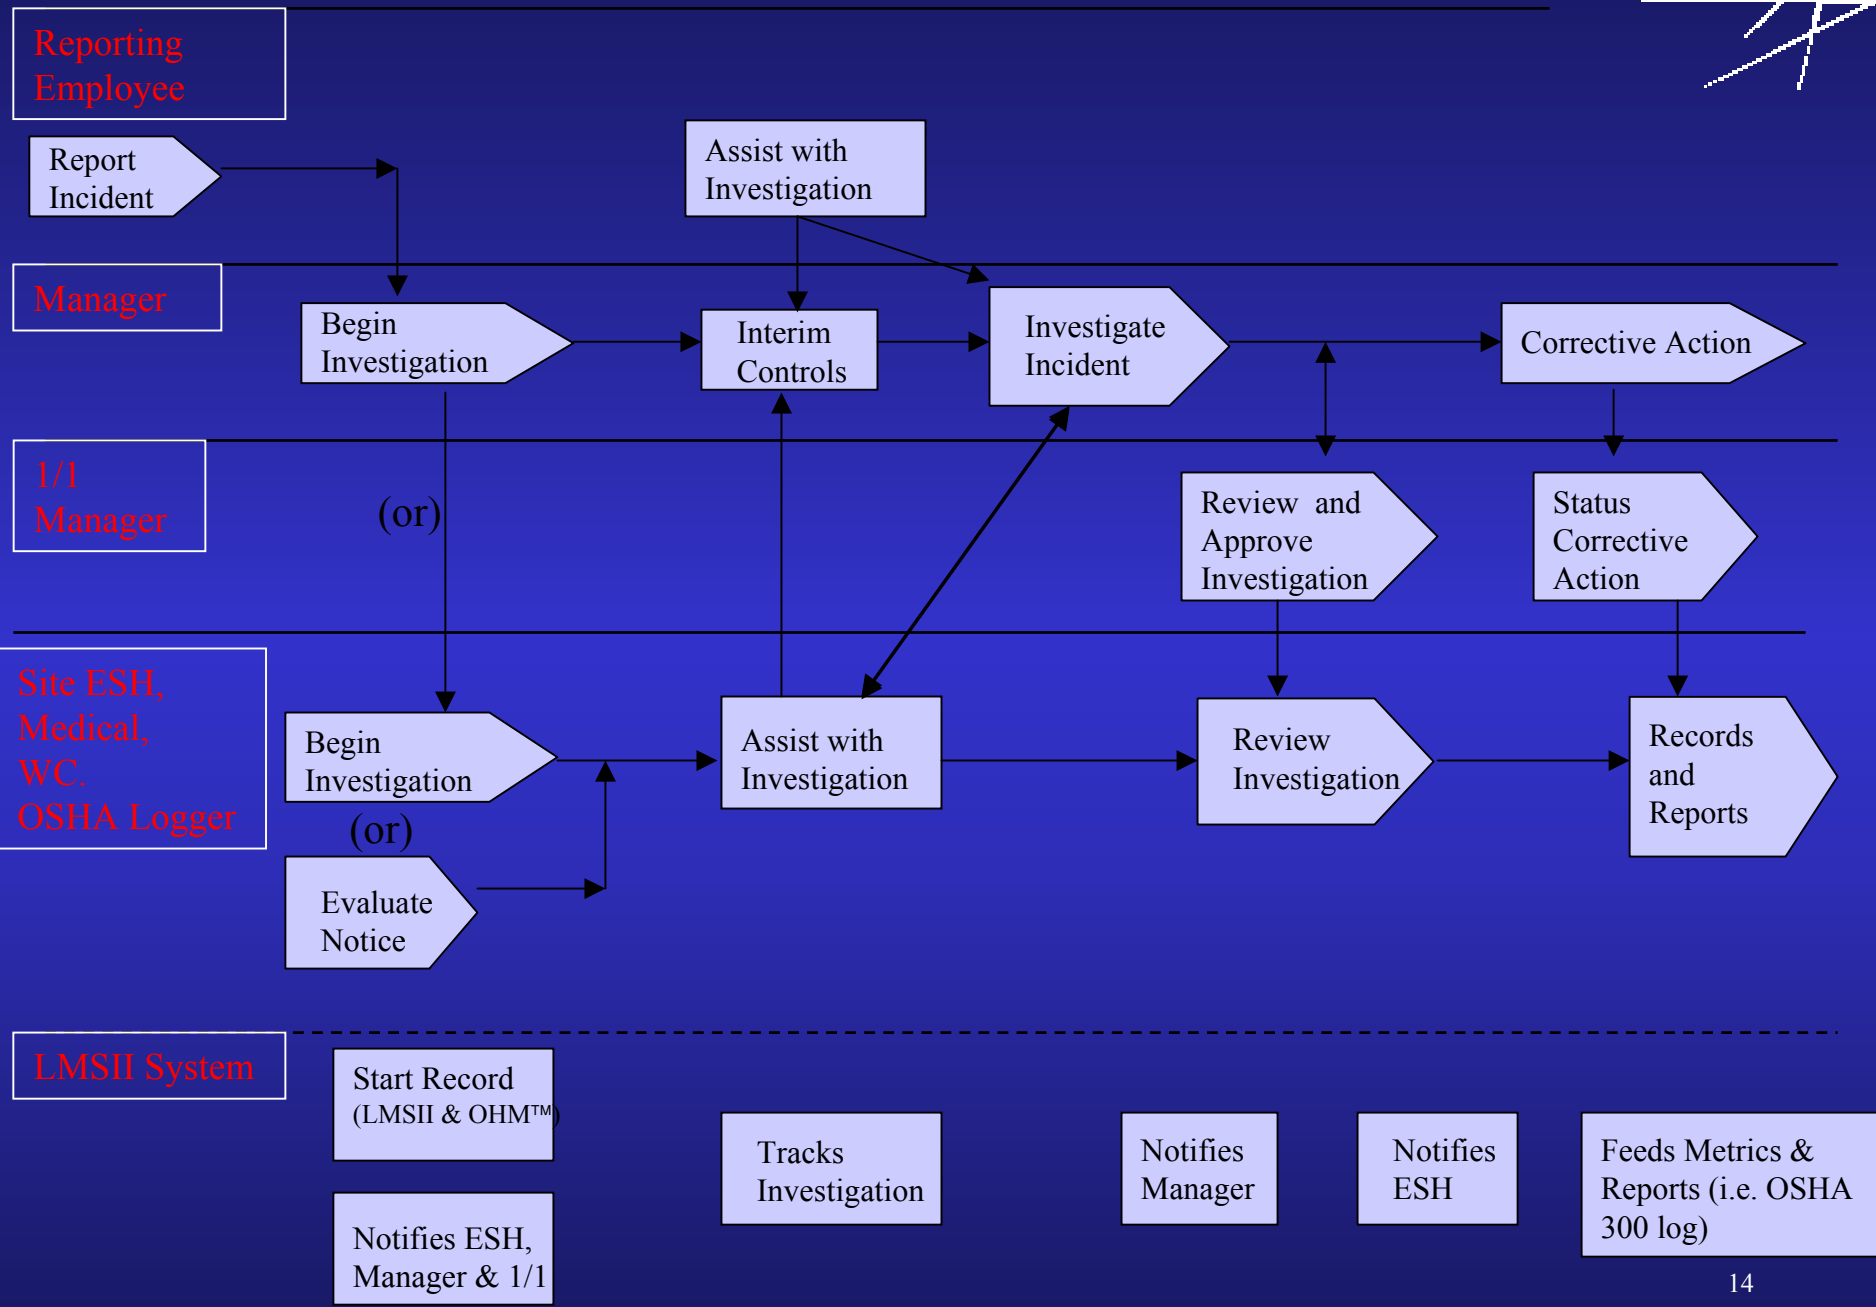 Reporting
Employee
Report
Incident
Assist with
Investigation
Manager
Begin
Investigation
Interim
Controls
Investigate
Incident
Corrective Action
1/1
Manager
(or)
Review and
Approve
Investigation
Status
Corrective
Action
Site ESH,
Medical,
WC.
OSHA Logger
Begin
Investigation
(or)
Evaluate
Notice
Assist with
Investigation
Review
Investigation
Records
and
Reports
LMSII System
Start Record
(LMSII & OHM™)
Notifies ESH,
Manager & 1/1
Tracks
Investigation
Notifies
Manager
Notifies
ESH
Feeds Metrics &
Reports (i.e. OSHA
300 log)
14